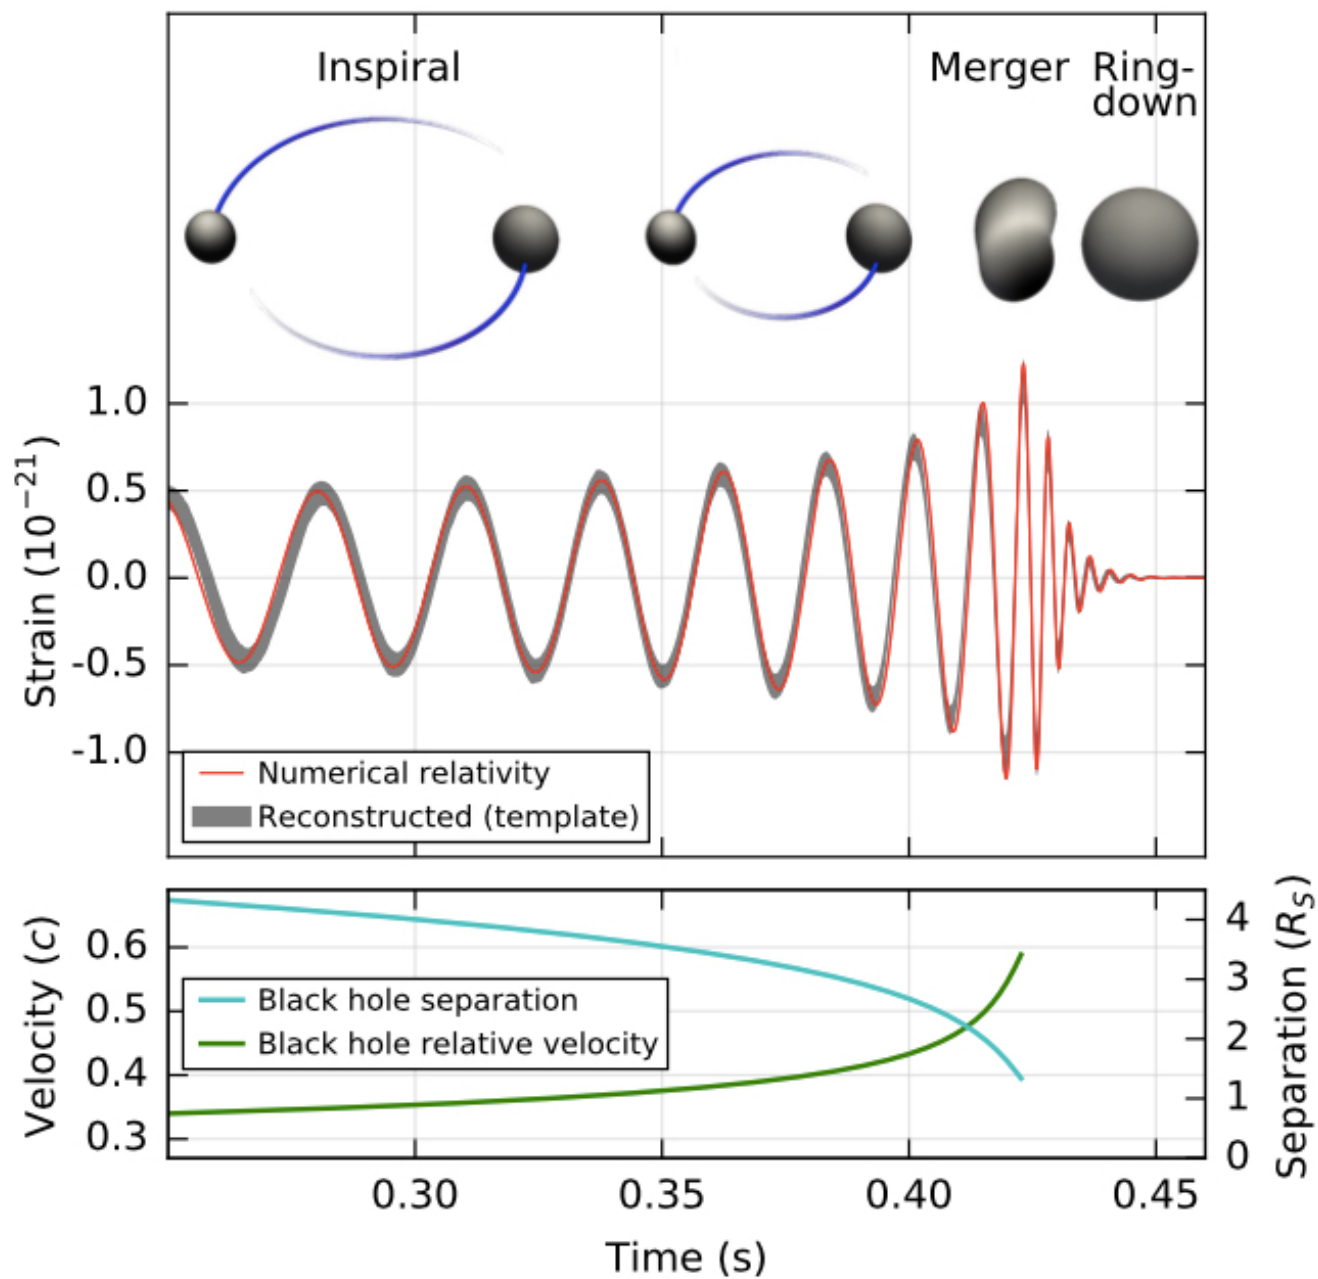 Inspiral
Merger
Ring-
down
Strain (10⁻²¹)
1.0
0.5
0.0
-0.5
-1.0
Numerical relativity
Reconstructed (template)
Velocity (c)
0.6
0.5
0.4
0.3
Black hole separation
Black hole relative velocity
4
3
2
1
0
Separation (R_S)
0.30
0.35
0.40
0.45
Time (s)